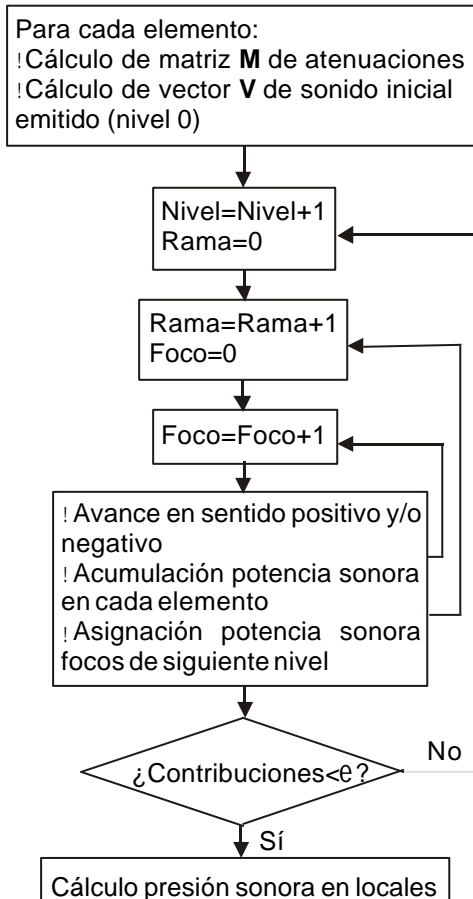 Para cada elemento:
!Cálculo de matriz M de atenuaciones
!Cálculo de vector V de sonido inicial
emitido (nivel 0)
Nivel=Nivel+1
Rama=0
Rama=Rama+1
Foco=0
Foco=Foco+1
! Avance en sentido positivo y/o
negativo
! Acumulación potencia sonora
en cada elemento
! Asignación potencia sonora
focos de siguiente nivel
¿Contribuciones<e?
No
Sí
Cálculo presión sonora en locales